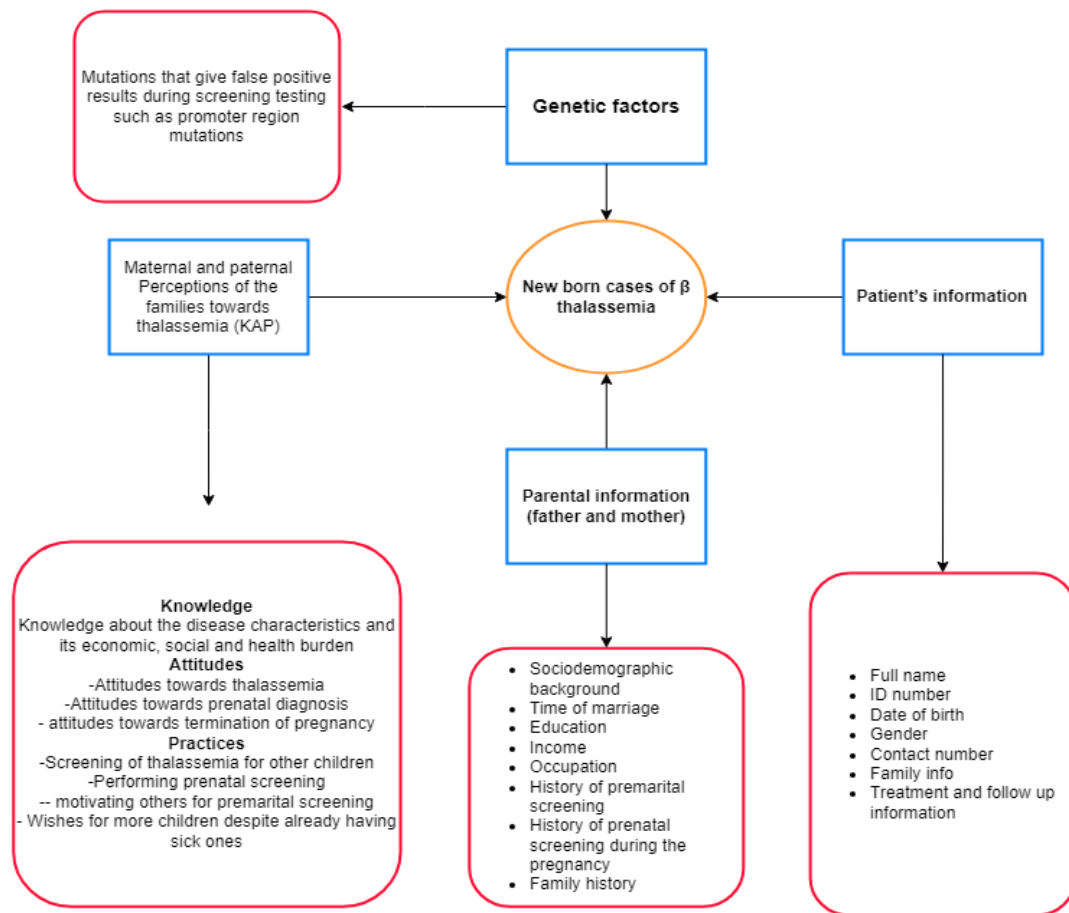 Mutations that give false positive
results during screening testing
such as promoter region
mutations
Genetic factors
Maternal and paternal
Perceptions of the
families towards
thalassemia (KAP)
New born cases of β
thalassemia
Patient's information
Parental information
(father and mother)
Knowledge
Knowledge about the disease characteristics and
its economic, social and health burden
Attitudes
-Attitudes towards thalassemia
-Attitudes towards prenatal diagnosis
- attitudes towards termination of pregnancy
Practices
-Screening of thalassemia for other children
-Performing prenatal screening
-- motivating others for premarital screening
- Wishes for more children despite already having
sick ones
• Sociodemographic
background
• Time of marriage
• Education
• Income
• Occupation
• History of premarital
screening
• History of prenatal
screening during the
pregnancy
• Family history
• Full name
• ID number
• Date of birth
• Gender
• Contact number
• Family info
• Treatment and follow up
information